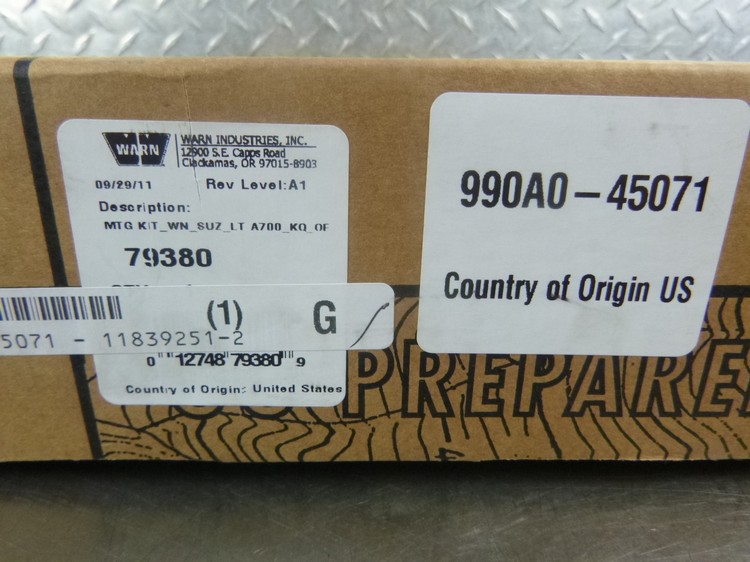 WARN
WARN INDUSTRIES, INC.
12900 S.E. Capps Road
Clackamas, OR 97015-8903
09/29/11 Rev Level:A1
Description:
MTG KIT_WN_SUZ_LT A700_KQ_OF
79380
(1) G
5071 - 11839251-2
0 12748 79380 9
Country of Origin: United States
990A0-45071
Country of Origin US
PREPARE